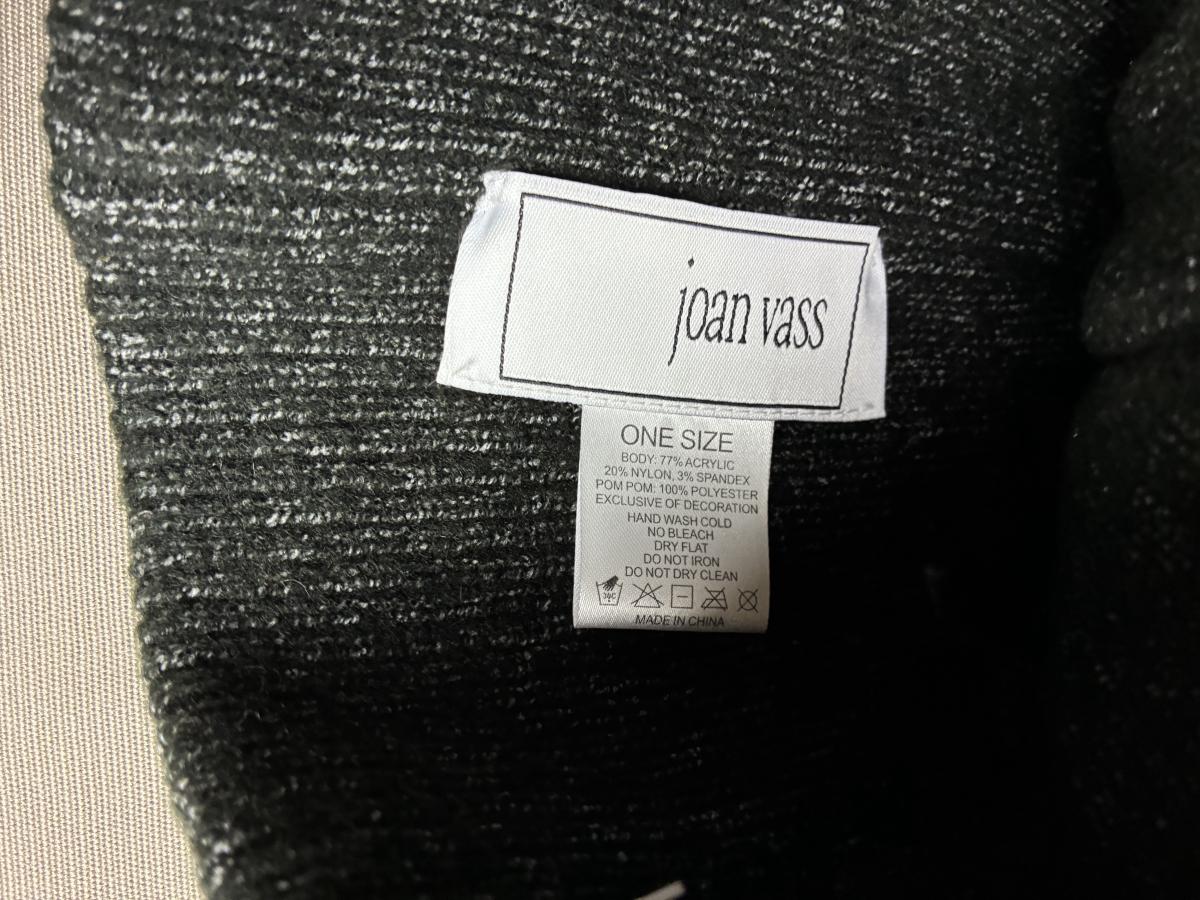 joan vass
ONE SIZE
BODY: 77% ACRYLIC
20% NYLON, 3% SPANDEX
POM POM: 100% POLYESTER
EXCLUSIVE OF DECORATION
HAND WASH COLD
NO BLEACH
DRY FLAT
DO NOT IRON
DO NOT DRY CLEAN
30C
MADE IN CHINA